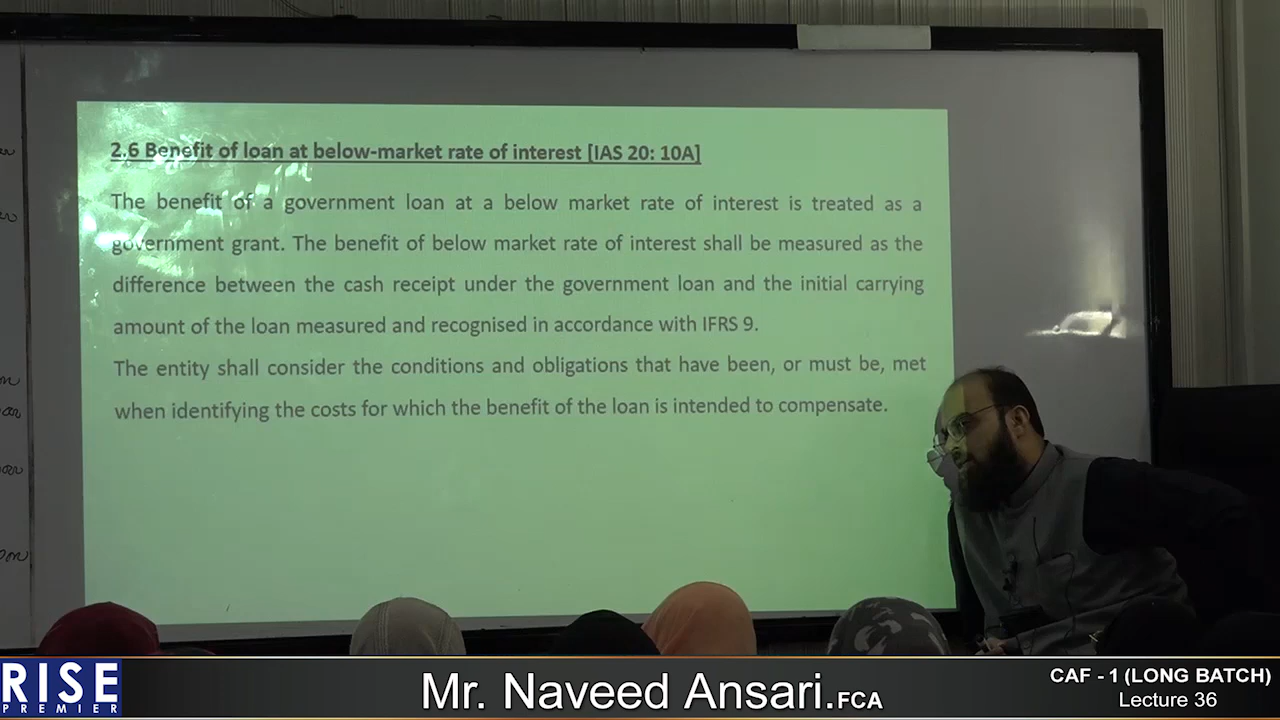 2.6 Benefit of loan at below-market rate of interest [IAS 20: 10A]
The benefit of a government loan at a below market rate of interest is treated as a
government grant. The benefit of below market rate of interest shall be measured as the
difference between the cash receipt under the government loan and the initial carrying
amount of the loan measured and recognised in accordance with IFRS 9.
The entity shall consider the conditions and obligations that have been, or must be, met
when identifying the costs for which the benefit of the loan is intended to compensate.
RISE
PREMIER
Mr. Naveed Ansari.FCA
CAF - 1 (LONG BATCH)
Lecture 36